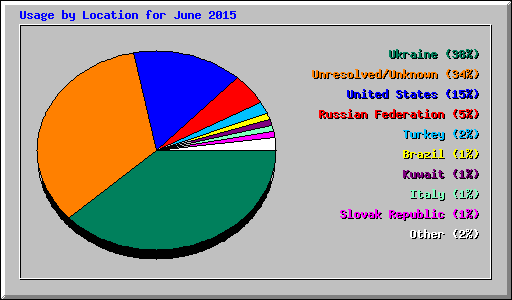 Usage by Location for June 2015
Ukraine (38%)
Unresolved/Unknown (34%)
United States (15%)
Russian Federation (5%)
Turkey (2%)
Brazil (1%)
Kuwait (1%)
Italy (1%)
Slovak Republic (1%)
Other (2%)